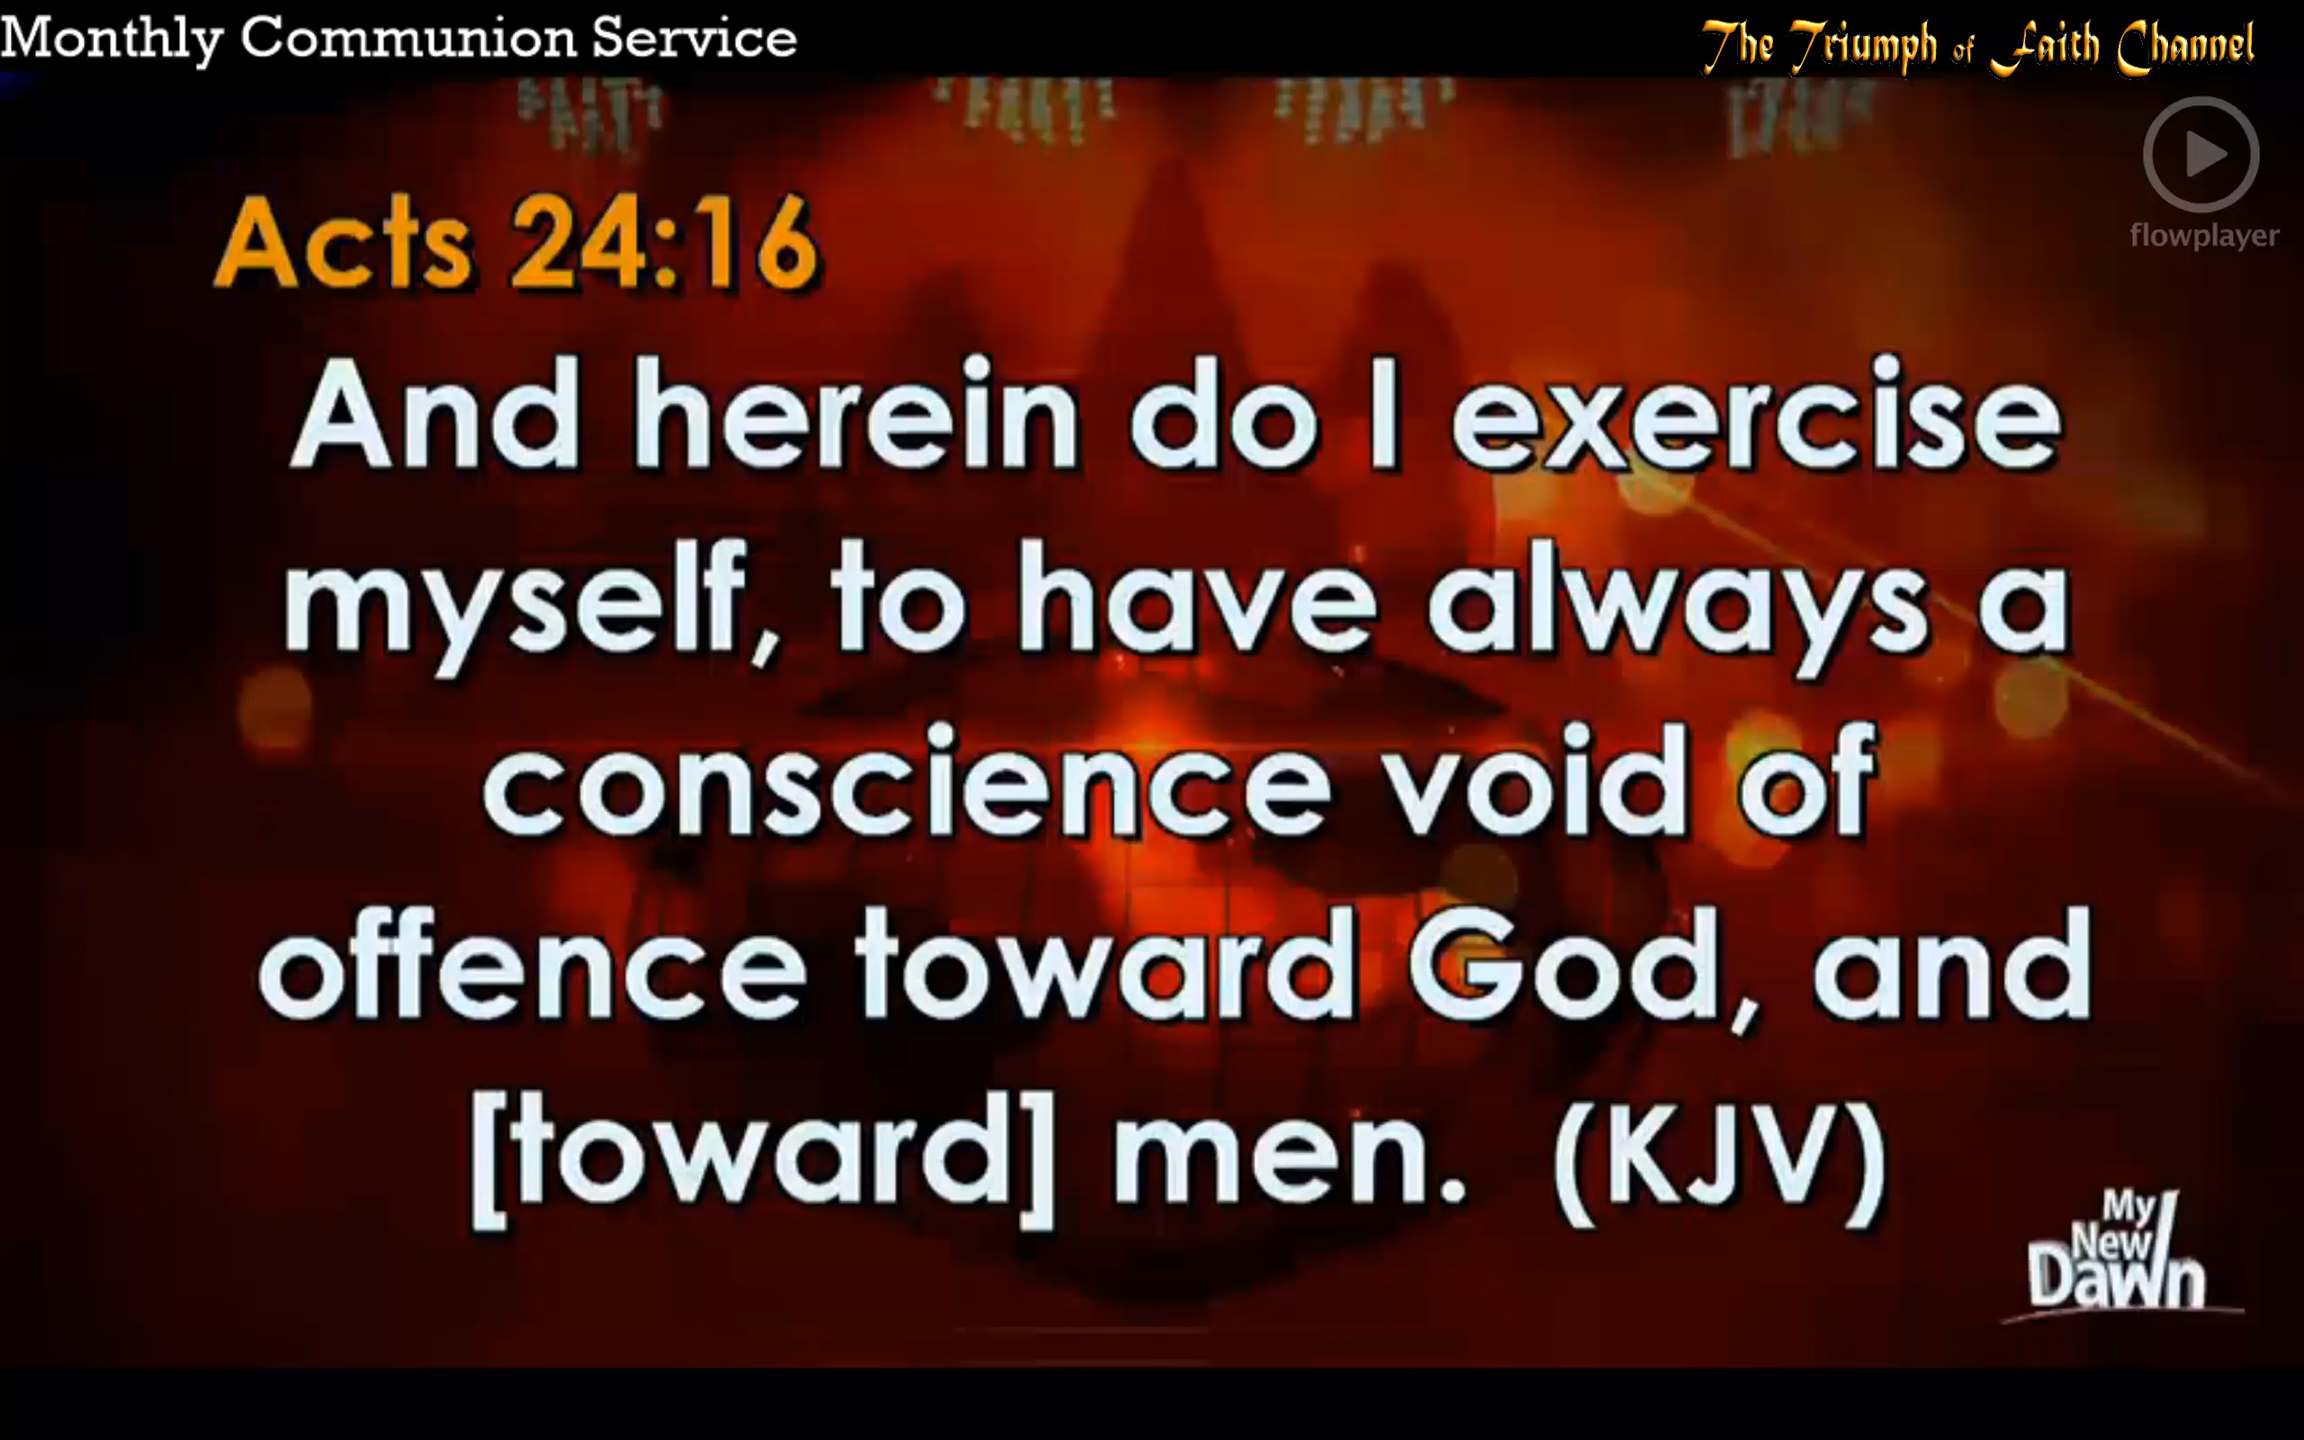 Monthly Communion Service
The Triumph of Faith Channel
flowplayer
Acts 24:16
And herein do I exercise
myself, to have always a
conscience void of
offence toward God, and
[toward] men. (KJV)
My
New
Dawn